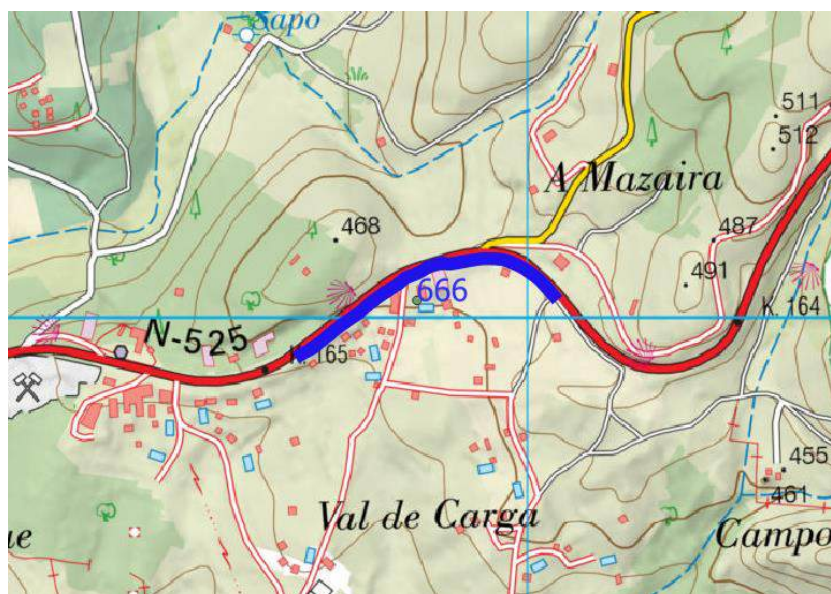 Sapo
511
512
A Mazaira
468
487
491
666
K. 164
N-525
K. 165
455
461
Val de Carga
Campo
ue